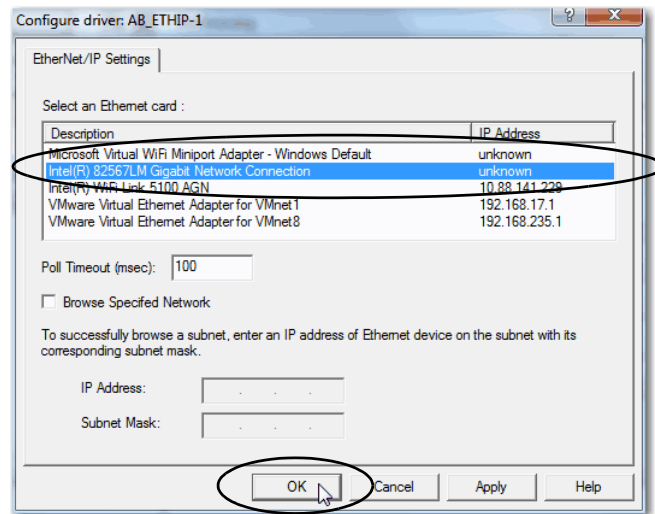 Configure driver: AB_ETHIP-1
EtherNet/IP Settings
Select an Ethernet card :
Description IP Address
Microsoft Virtual WiFi Miniport Adapter - Windows Default unknown
Intel(R) 82567LM Gigabit Network Connection unknown
Intel(R) WiFi Link 5100 AGN 10.88.141.229
VMware Virtual Ethernet Adapter for VMnet1 192.168.17.1
VMware Virtual Ethernet Adapter for VMnet8 192.168.235.1
Poll Timeout (msec): 100
Browse Specifed Network
To successfully browse a subnet, enter an IP address of Ethernet device on the subnet with its
corresponding subnet mask.
IP Address: . . .
Subnet Mask: . . .
OK Cancel Apply Help